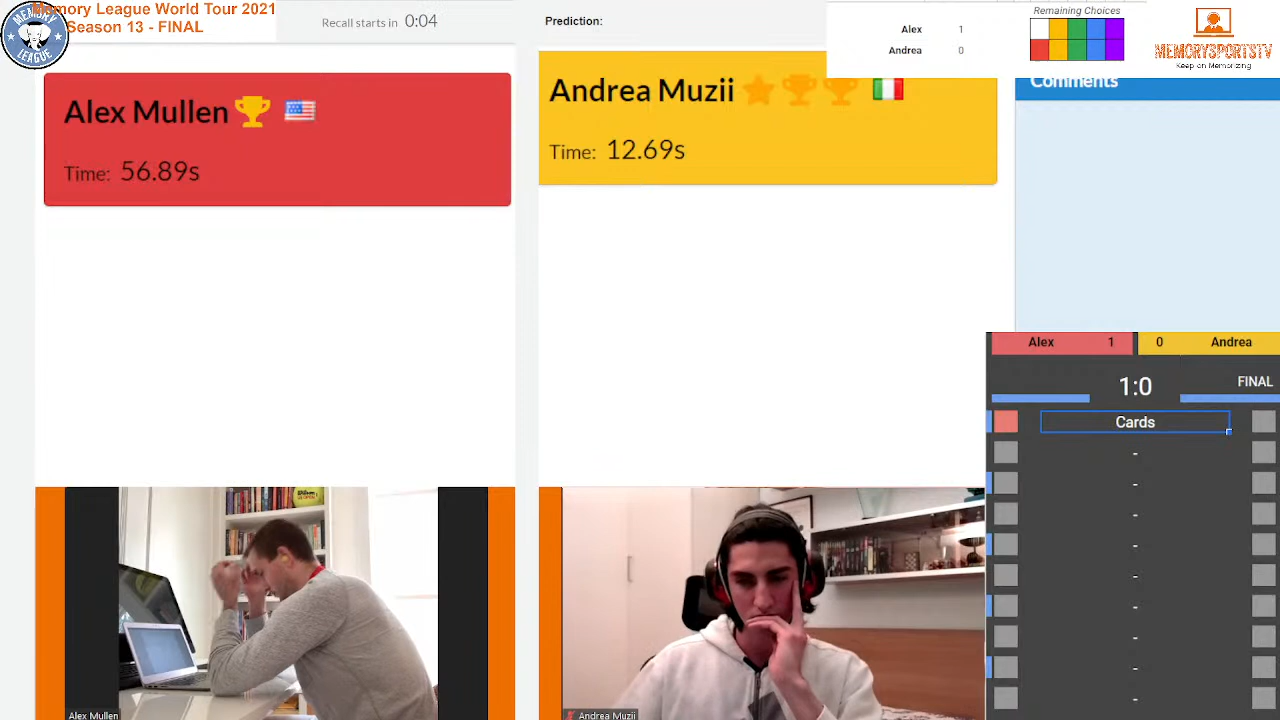 Memory League World Tour 2021
Season 13 - FINAL
MEMORY
LEAGUE
Recall starts in 0:04
Prediction:
Alex 1
Andrea 0
Remaining Choices
MEMORYSPORTSTV
Keep on Memorizing
Alex Mullen
Time: 56.89s
Andrea Muzii
Time: 12.69s
Comments
Alex 1 0 Andrea
1:0 FINAL
Cards
-
-
-
-
-
-
-
-
-
Alex Mullen
Andrea Muzii